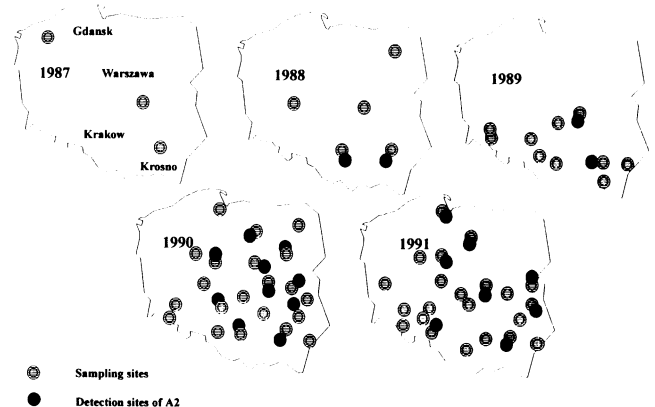 Gdansk
1987
Warszawa
Krakow
Krosno
1988
1989
1990
1991
Sampling sites
Detection sites of A2